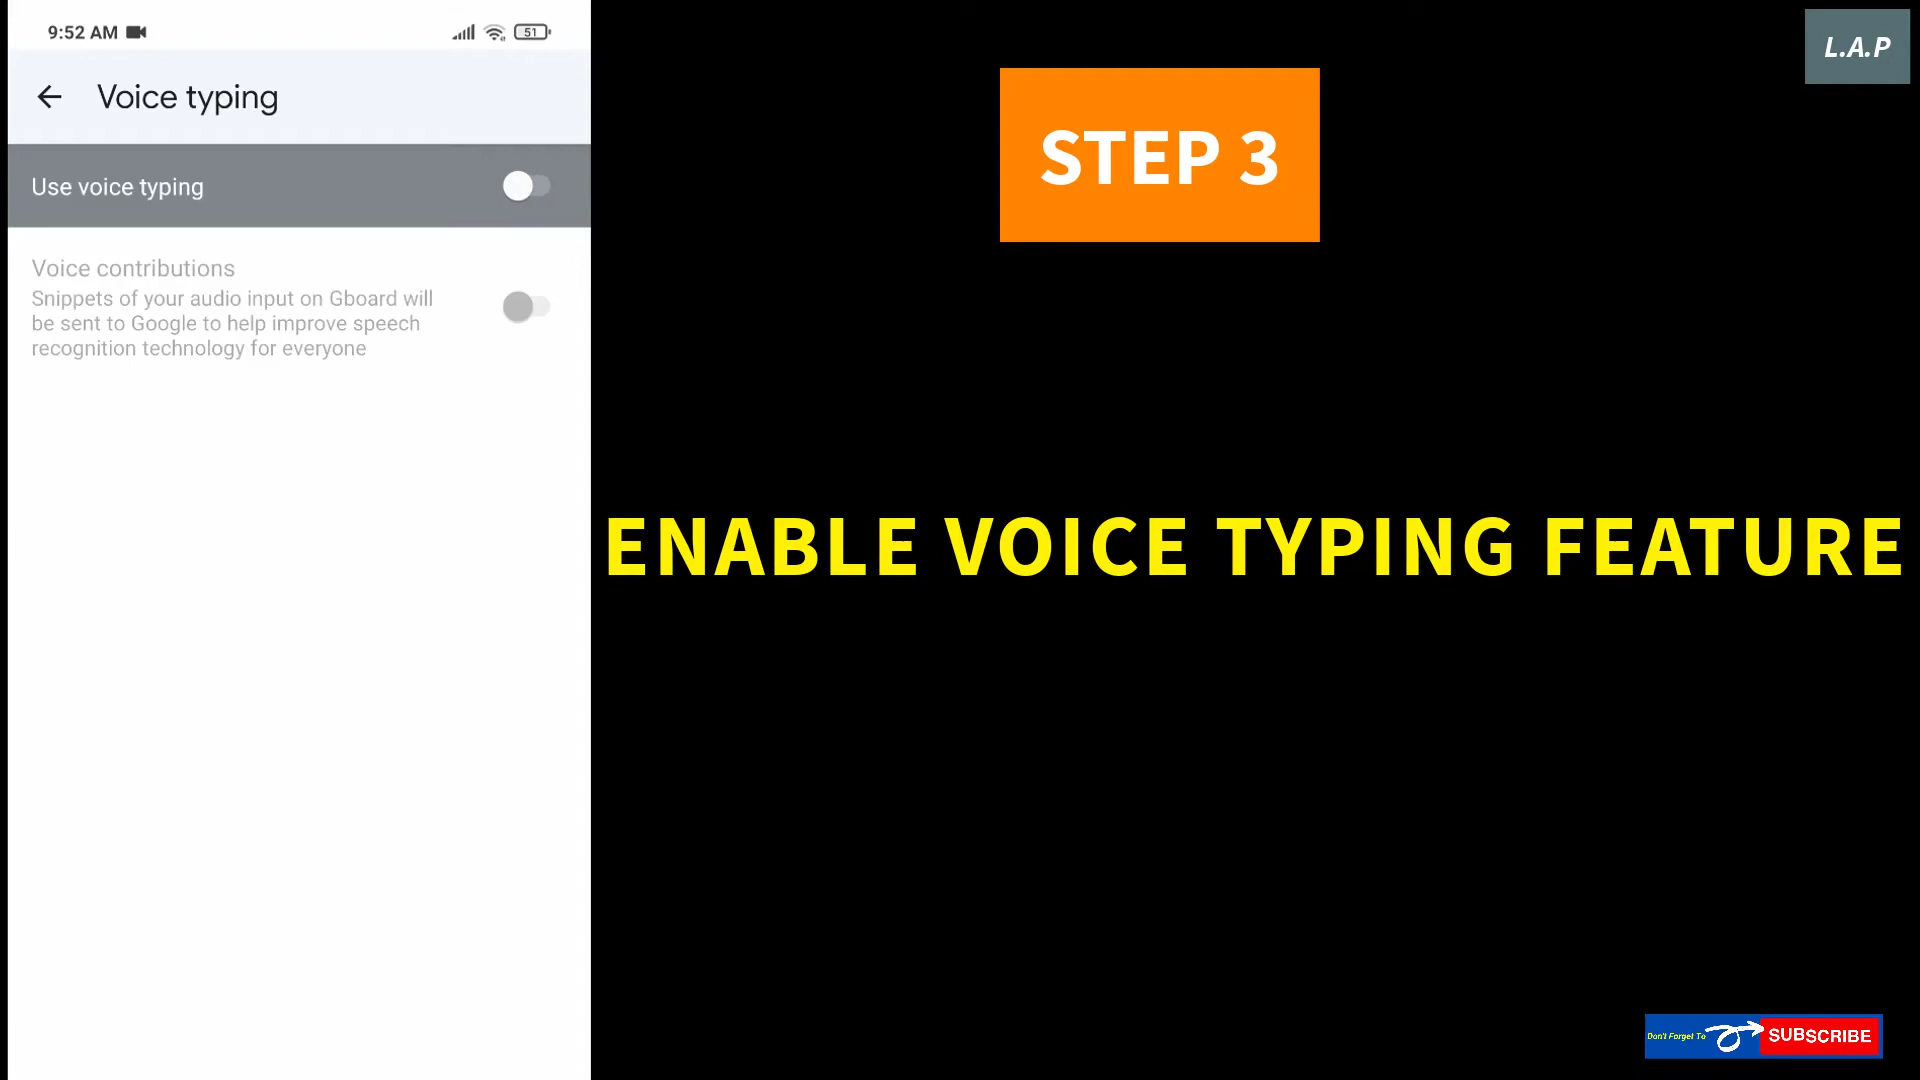 9:52 AM
51
Voice typing
Use voice typing
Voice contributions
Snippets of your audio input on Gboard will
be sent to Google to help improve speech
recognition technology for everyone
L.A.P
STEP 3
ENABLE VOICE TYPING FEATURE
Don't Forget To
SUBSCRIBE